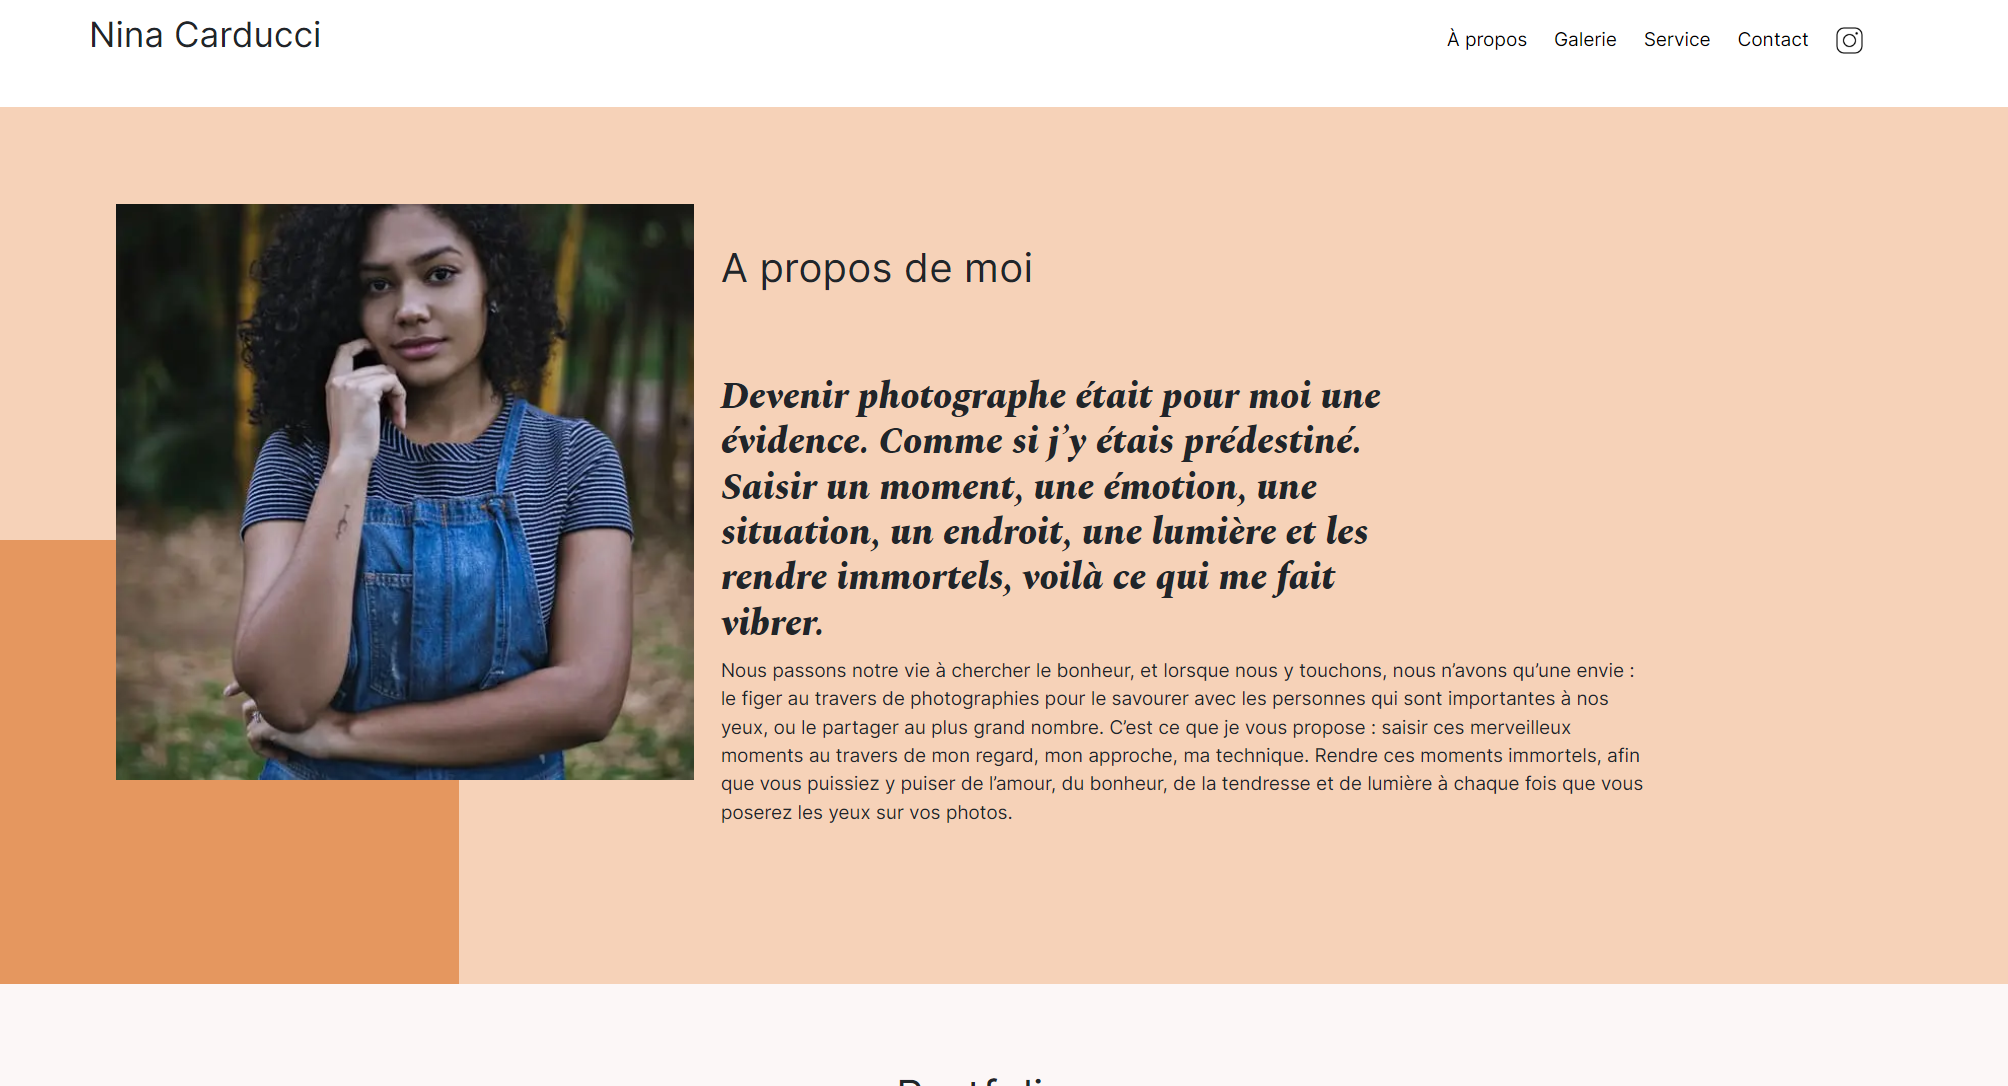 Nina Carducci
À propos Galerie Service Contact
A propos de moi
Devenir photographe était pour moi une
évidence. Comme si j’y étais prédestiné.
Saisir un moment, une émotion, une
situation, un endroit, une lumière et les
rendre immortels, voilà ce qui me fait
vibrer.
Nous passons notre vie à chercher le bonheur, et lorsque nous y touchons, nous n’avons qu’une envie :
le figer au travers de photographies pour le savourer avec les personnes qui sont importantes à nos
yeux, ou le partager au plus grand nombre. C’est ce que je vous propose : saisir ces merveilleux
moments au travers de mon regard, mon approche, ma technique. Rendre ces moments immortels, afin
que vous puissiez y puiser de l’amour, du bonheur, de la tendresse et de lumière à chaque fois que vous
poserez les yeux sur vos photos.